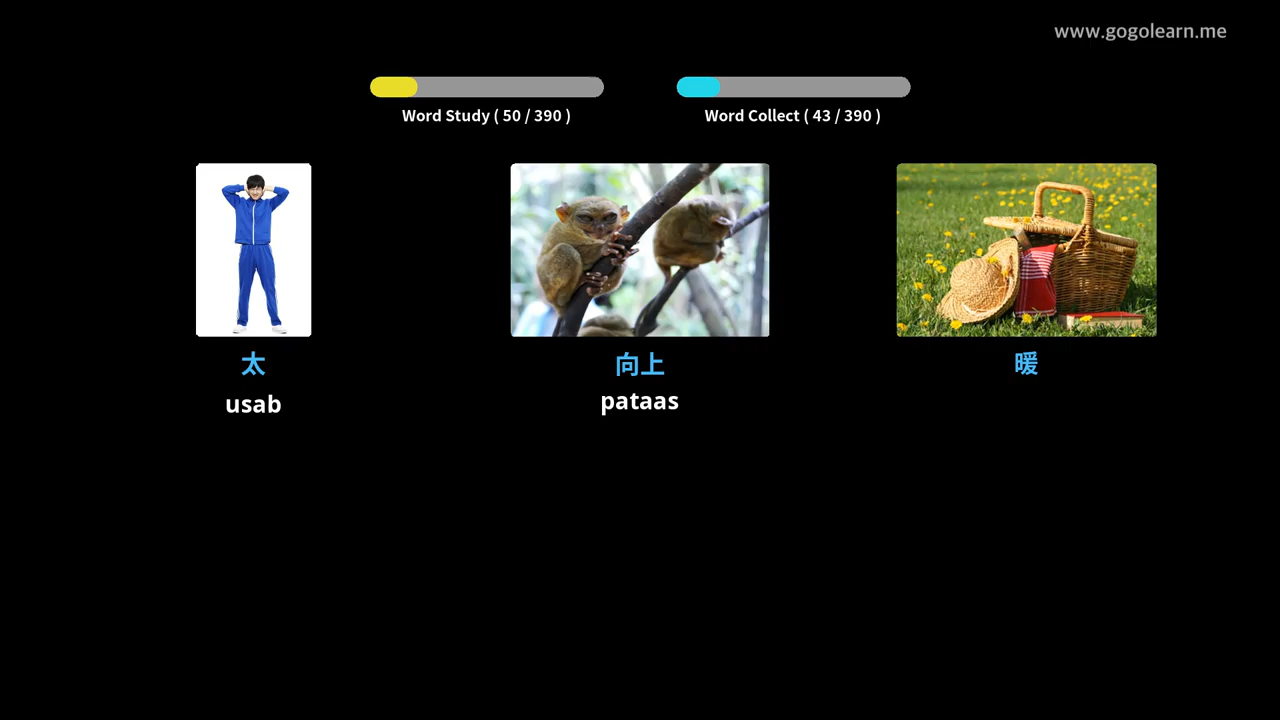 www.gogolearn.me
Word Study ( 50 / 390 )
Word Collect ( 43 / 390 )
太
usab
向上
pataas
暖